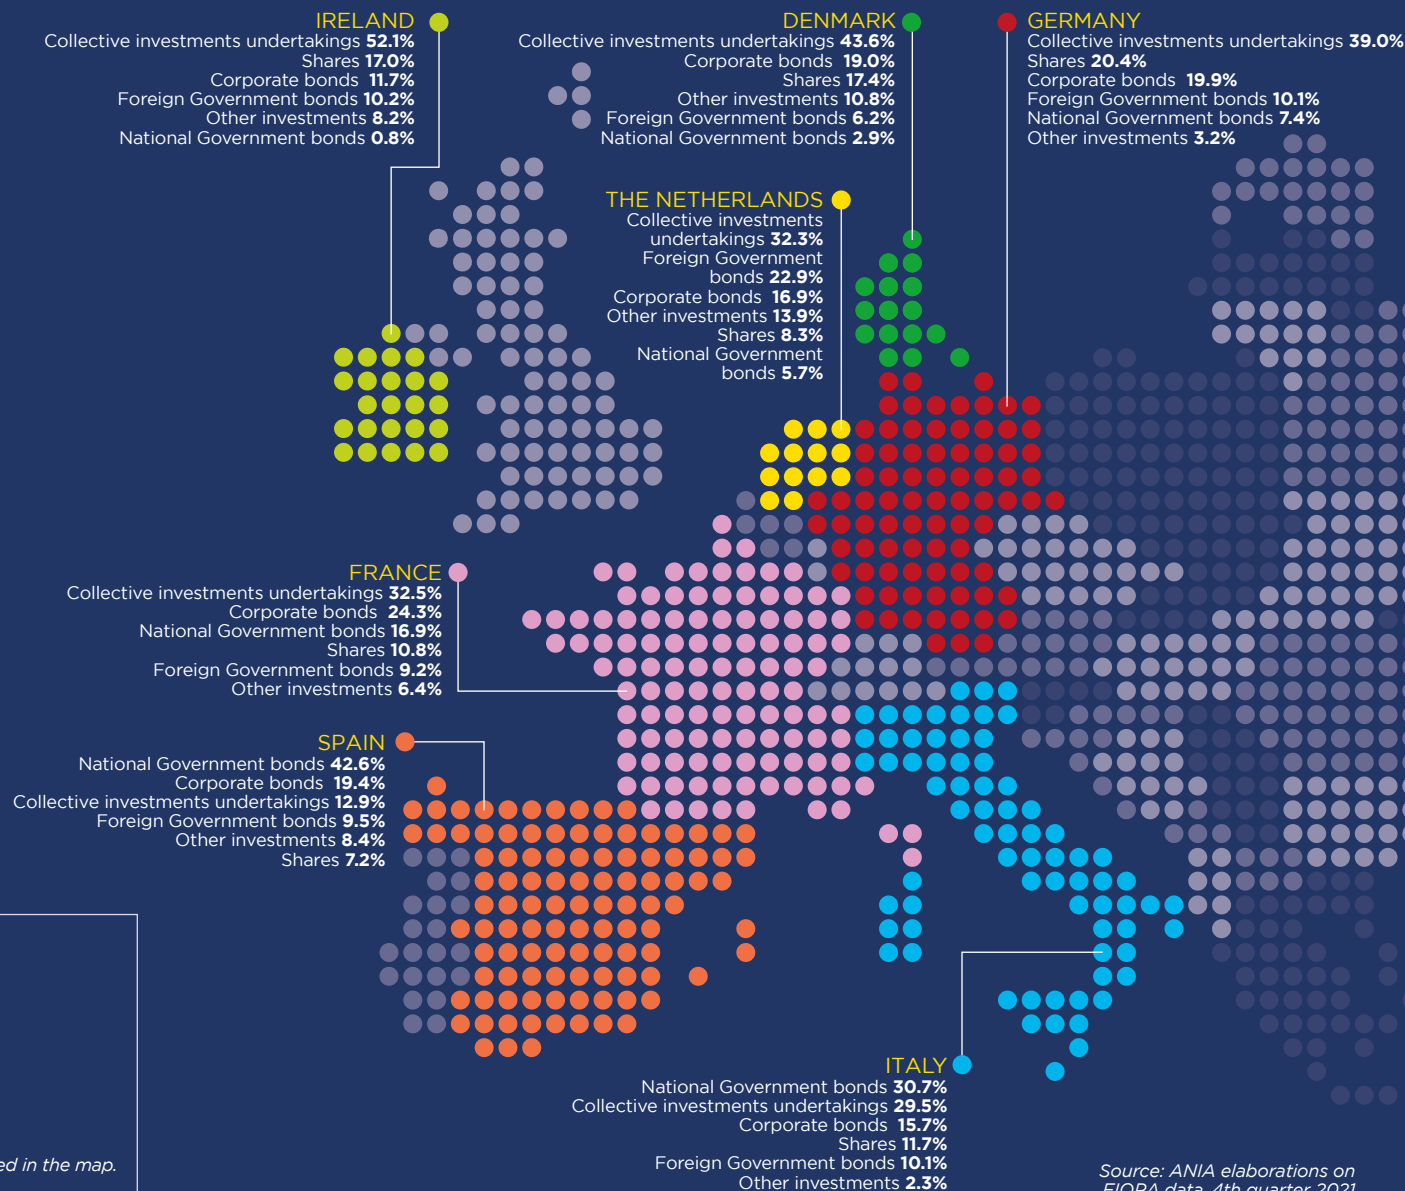 IRELAND
Collective investments undertakings 52.1%
Shares 17.0%
Corporate bonds 11.7%
Foreign Government bonds 10.2%
Other investments 8.2%
National Government bonds 0.8%
DENMARK
Collective investments undertakings 43.6%
Corporate bonds 19.0%
Shares 17.4%
Other investments 10.8%
Foreign Government bonds 6.2%
National Government bonds 2.9%
GERMANY
Collective investments undertakings 39.0%
Shares 20.4%
Corporate bonds 19.9%
Foreign Government bonds 10.1%
National Government bonds 7.4%
Other investments 3.2%
THE NETHERLANDS
Collective investments
undertakings 32.3%
Foreign Government
bonds 22.9%
Corporate bonds 16.9%
Other investments 13.9%
Shares 8.3%
National Government
bonds 5.7%
FRANCE
Collective investments undertakings 32.5%
Corporate bonds 24.3%
National Government bonds 16.9%
Shares 10.8%
Foreign Government bonds 9.2%
Other investments 6.4%
SPAIN
National Government bonds 42.6%
Corporate bonds 19.4%
Collective investments undertakings 12.9%
Foreign Government bonds 9.5%
Other investments 8.4%
Shares 7.2%
ITALY
National Government bonds 30.7%
Collective investments undertakings 29.5%
Corporate bonds 15.7%
Shares 11.7%
Foreign Government bonds 10.1%
Other investments 2.3%
ed in the map.
Source: ANIA elaborations on
EIOPA data, 4th quarter 2021